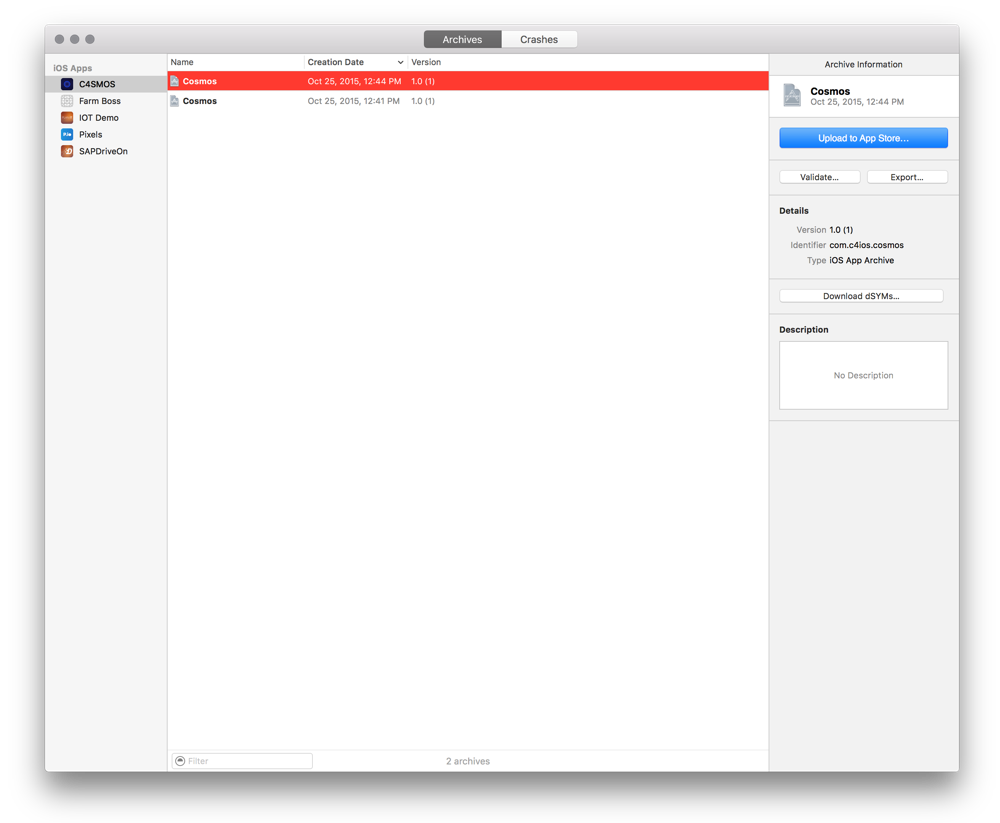 Archives Crashes
iOS Apps
C4SMOS
Farm Boss
IOT Demo
Pixels
SAPDriveOn
Name Creation Date Version
Cosmos Oct 25, 2015, 12:44 PM 1.0 (1)
Cosmos Oct 25, 2015, 12:41 PM 1.0 (1)
Filter
2 archives
Archive Information
Cosmos
Oct 25, 2015, 12:44 PM
Upload to App Store...
Validate... Export...
Details
Version 1.0 (1)
Identifier com.c4ios.cosmos
Type iOS App Archive
Download dSYMs...
Description
No Description